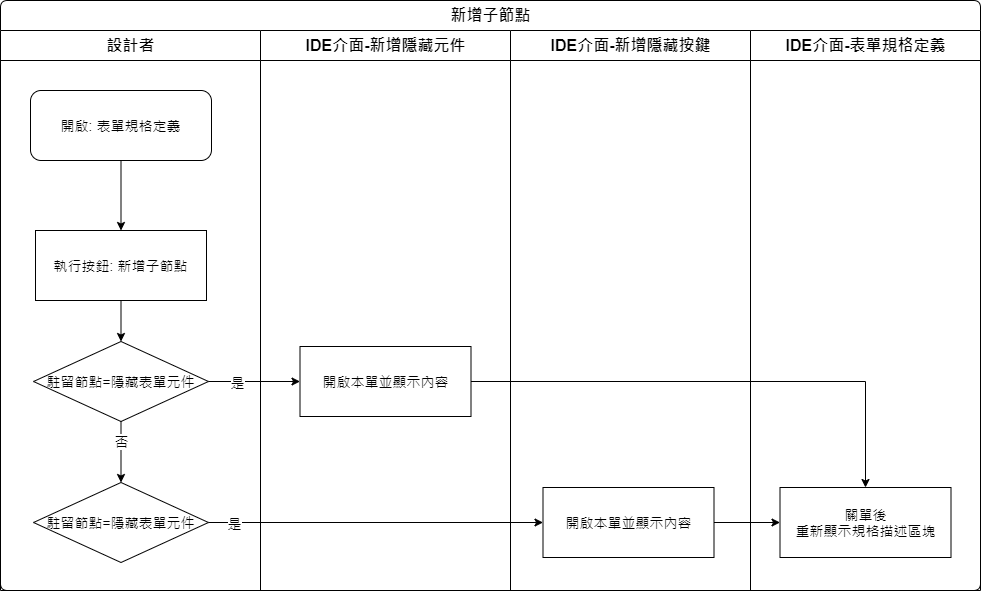 新增子節點
設計者
IDE介面-新增隱藏元件
IDE介面-新增隱藏按鍵
IDE介面-表單規格定義
開啟: 表單規格定義
執行按鈕: 新增子節點
駐留節點=隱藏表單元件
是
開啟本單並顯示內容
否
駐留節點=隱藏表單元件
是
開啟本單並顯示內容
關單後
重新顯示規格描述區塊